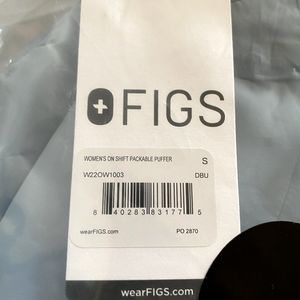 FIGS
WOMEN'S ON SHIFT PACKABLE PUFFER S
W22OW1003 DBU
8 40283 83177 5
wearFIGS.com PO 2870
wearFIGS.com